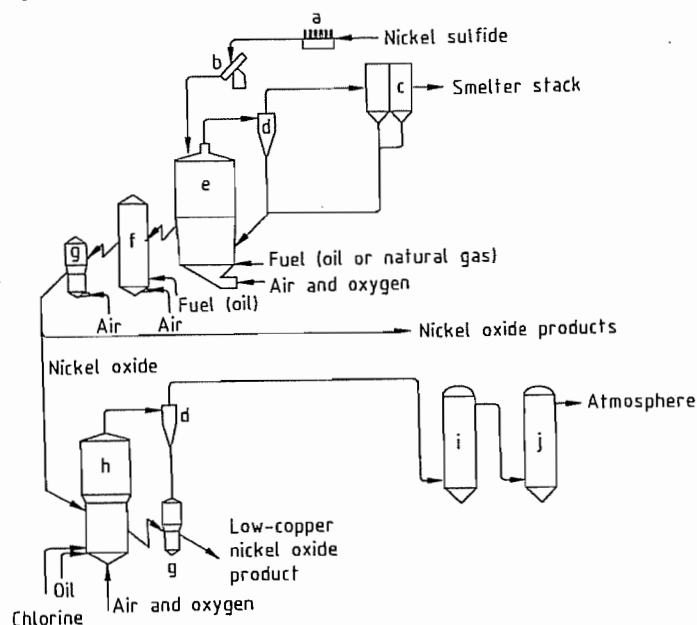 a
Nickel sulfide
b
c
Smelter stack
d
e
f
g
Fuel (oil or natural gas)
Air and oxygen
Fuel (oil)
Air
Air
Nickel oxide products
Nickel oxide
d
Atmosphere
h
i
j
Low-copper
nickel oxide
product
g
Oil
Air and oxygen
Chlorine